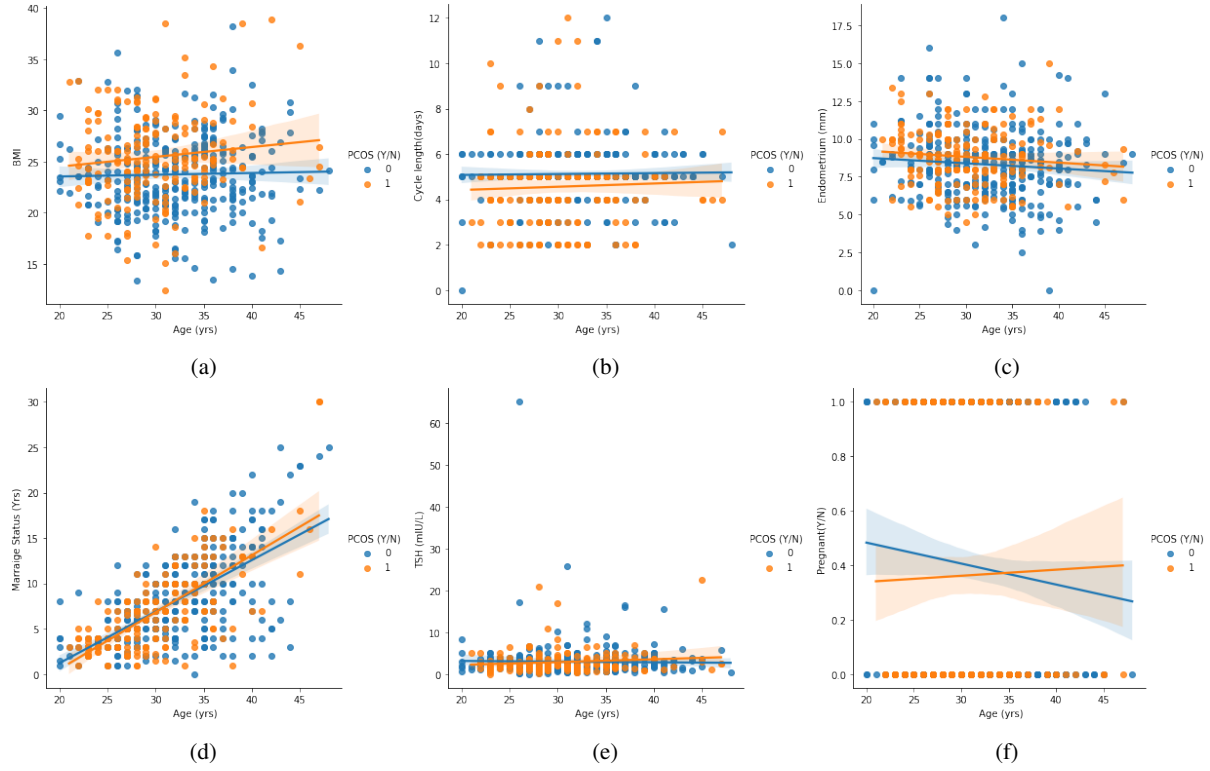 40
35
30
25
20
15
BMI
20 25 30 35 40 45
Age (yrs)
PCOS (Y/N)
0
1
(a)
12
10
8
6
4
2
0
Cycle length(days)
20 25 30 35 40 45
Age (yrs)
PCOS (Y/N)
0
1
(b)
17.5
15.0
12.5
10.0
7.5
5.0
2.5
0.0
Endometrium (mm)
20 25 30 35 40 45
Age (yrs)
PCOS (Y/N)
0
1
(c)
30
25
20
15
10
5
0
Marraige Status (Yrs)
20 25 30 35 40 45
Age (yrs)
PCOS (Y/N)
0
1
(d)
60
50
40
30
20
10
0
TSH (mIU/L)
20 25 30 35 40 45
Age (yrs)
PCOS (Y/N)
0
1
(e)
1.0
0.8
0.6
0.4
0.2
0.0
Pregnant(Y/N)
20 25 30 35 40 45
Age (yrs)
PCOS (Y/N)
0
1
(f)